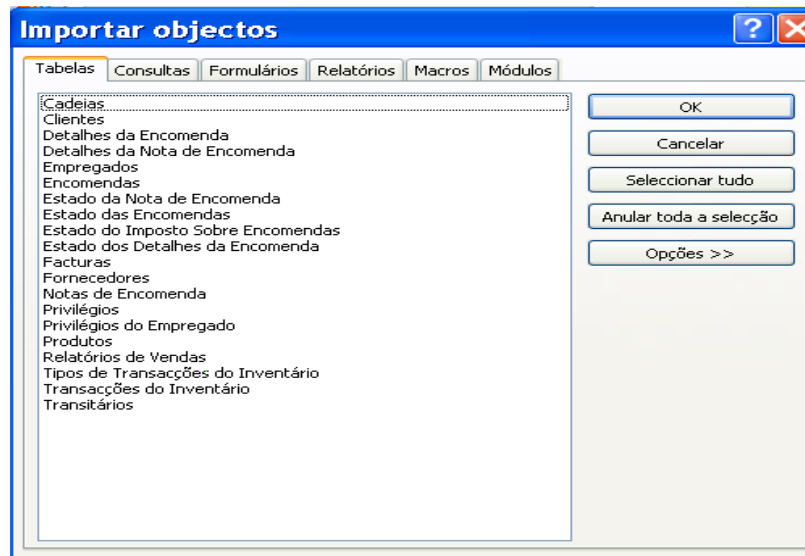 Importar objectos
?
Tabelas Consultas Formulários Relatórios Macros Módulos
Cadeias
Clientes
Detalhes da Encomenda
Detalhes da Nota de Encomenda
Empregados
Encomendas
Estado da Nota de Encomenda
Estado das Encomendas
Estado do Imposto Sobre Encomendas
Estado dos Detalhes da Encomenda
Facturas
Fornecedores
Notas de Encomenda
Privilégios
Privilégios do Empregado
Produtos
Relatórios de Vendas
Tipos de Transacções do Inventário
Transacções do Inventário
Transitários
OK
Cancelar
Seleccionar tudo
Anular toda a selecção
Opções >>